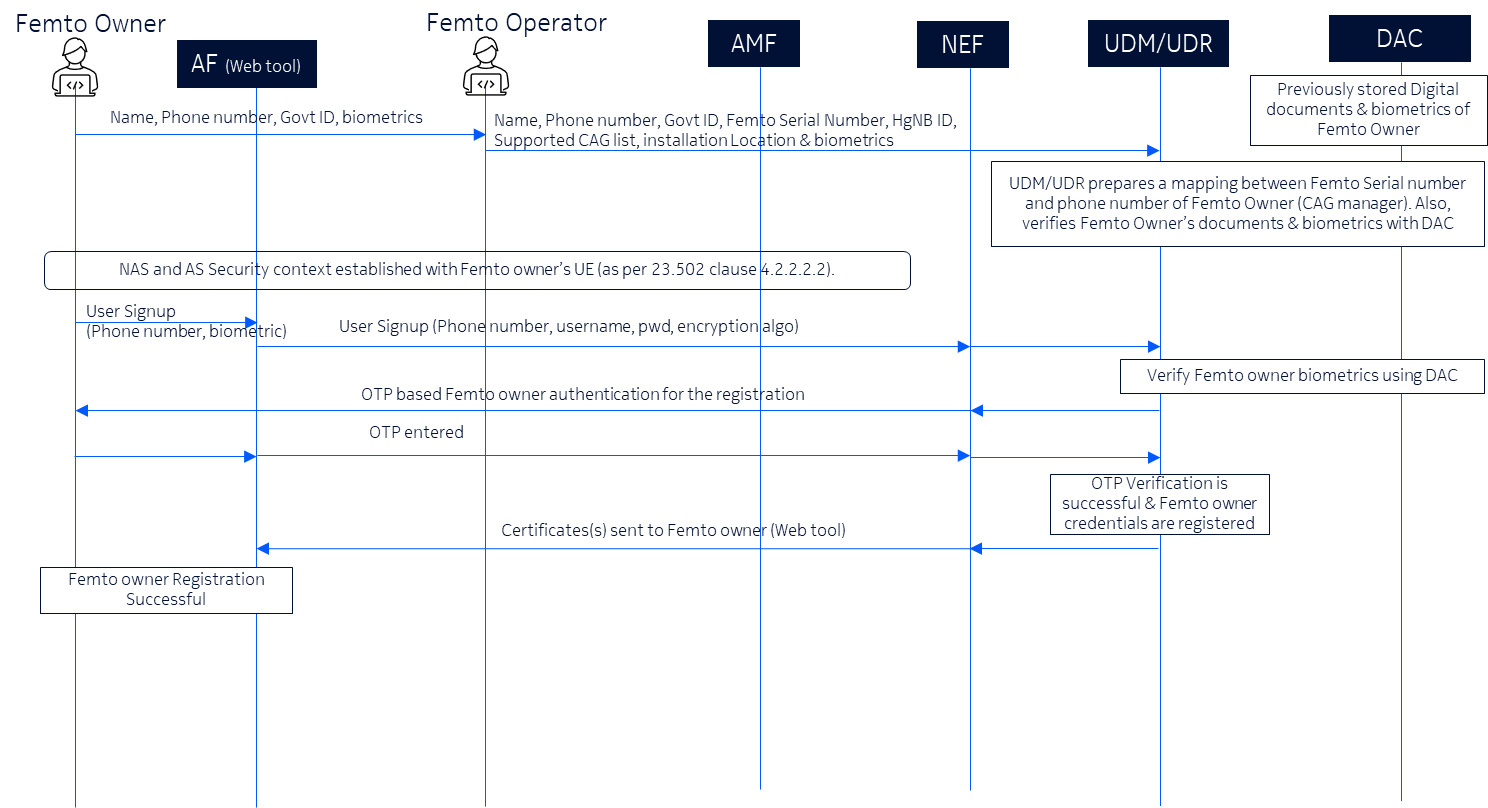 Femto Owner
Femto Operator
AF (Web tool)
AMF
NEF
UDM/UDR
DAC
Previously stored Digital
documents & biometrics of
Femto Owner
Name, Phone number, Govt ID, biometrics
Name, Phone number, Govt ID, Femto Serial Number, HgNB ID,
Supported CAG list, installation Location & biometrics
UDM/UDR prepares a mapping between Femto Serial number
and phone number of Femto Owner (CAG manager). Also,
verifies Femto Owner's documents & biometrics with DAC
NAS and AS Security context established with Femto owner's UE (as per 23.502 clause 4.2.2.2.2).
User Signup
(Phone number, biometric)
User Signup (Phone number, username, pwd, encryption algo)
Verify Femto owner biometrics using DAC
OTP based Femto owner authentication for the registration
OTP entered
OTP Verification is
successful & Femto owner
credentials are registered
Certificates(s) sent to Femto owner (Web tool)
Femto owner Registration
Successful